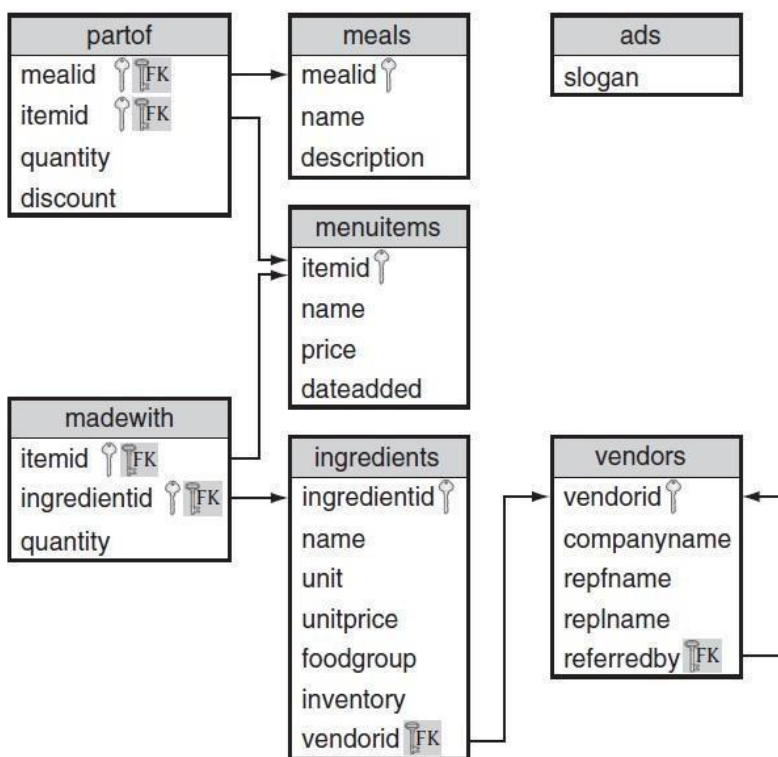 partof
mealid FK
itemid FK
quantity
discount
meals
mealid
name
description
ads
slogan
menuitems
itemid
name
price
dateadded
madewith
itemid FK
ingredientid FK
quantity
ingredients
ingredientid
name
unit
unitprice
foodgroup
inventory
vendorid FK
vendors
vendorid
companyname
repfname
replname
referredby FK